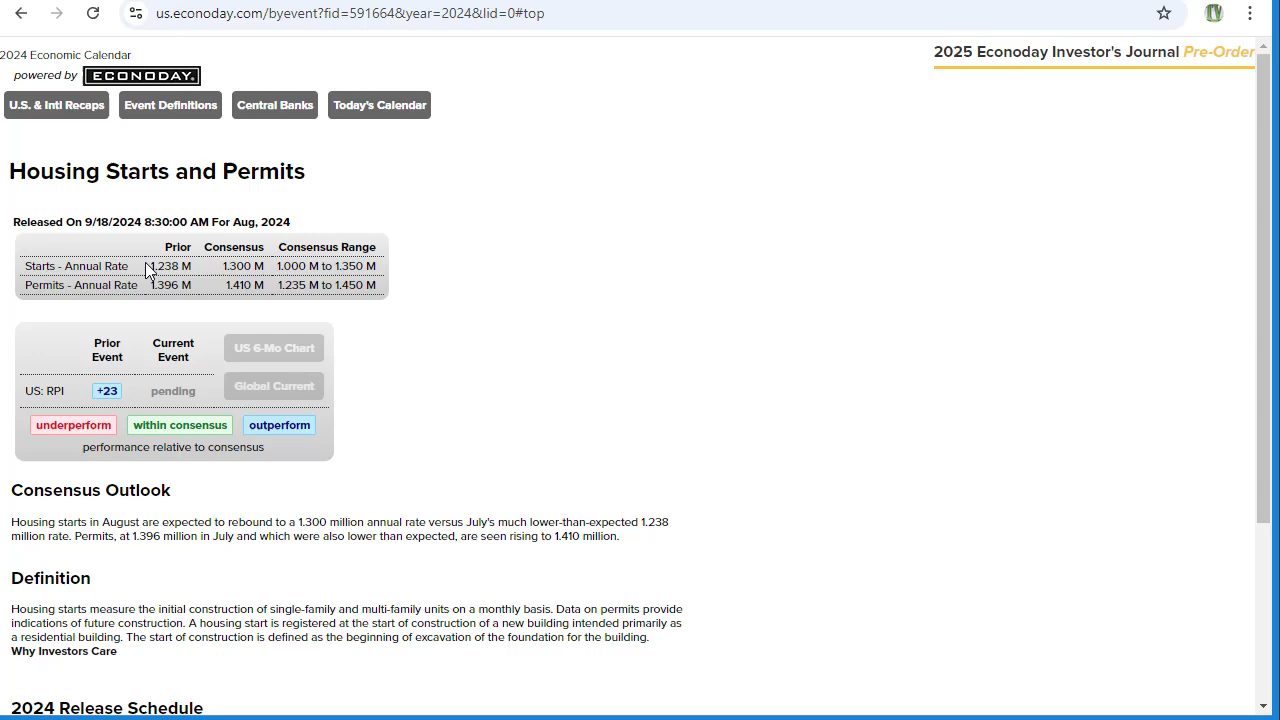 us.econoday.com/byevent?fid=591664&year=2024&lid=0#top
2024 Economic Calendar
powered by ECONODAY.
2025 Econoday Investor's Journal Pre-Order
U.S. & Intl Recaps Event Definitions Central Banks Today's Calendar
Housing Starts and Permits
Released On 9/18/2024 8:30:00 AM For Aug, 2024
Prior Consensus Consensus Range
Starts - Annual Rate 1.238 M 1.300 M 1.000 M to 1.350 M
Permits - Annual Rate 1.396 M 1.410 M 1.235 M to 1.450 M
Prior Event Current Event US 6-Mo Chart
Global Current
US: RPI +23 pending
underperform within consensus outperform
performance relative to consensus
Consensus Outlook
Housing starts in August are expected to rebound to a 1.300 million annual rate versus July's much lower-than-expected 1.238
million rate. Permits, at 1.396 million in July and which were also lower than expected, are seen rising to 1.410 million.
Definition
Housing starts measure the initial construction of single-family and multi-family units on a monthly basis. Data on permits provide
indications of future construction. A housing start is registered at the start of construction of a new building intended primarily as
a residential building. The start of construction is defined as the beginning of excavation of the foundation for the building.
Why Investors Care
2024 Release Schedule